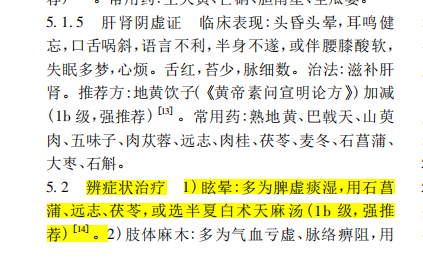 5.1.5 肝肾阴虚证 临床表现:头昏头晕,耳鸣健
忘,口舌㖞斜,语言不利,半身不遂,或伴腰膝酸软,
失眠多梦,心烦。舌红,苔少,脉细数。治法:滋补肝
肾。推荐方:地黄饮子(《黄帝素问宣明论方》)加减
(1b 级,强推荐)[13]。常用药:熟地黄、巴戟天、山萸
肉、五味子、肉苁蓉、远志、肉桂、茯苓、麦冬、石菖蒲、
大枣、石斛。
5.2 辨症状治疗 1)眩晕:多为脾虚痰湿,用石菖
蒲、远志、茯苓,或选半夏白术天麻汤(1b 级,强推
荐)[14]。2)肢体麻木:多为气血亏虚、脉络痹阻,用